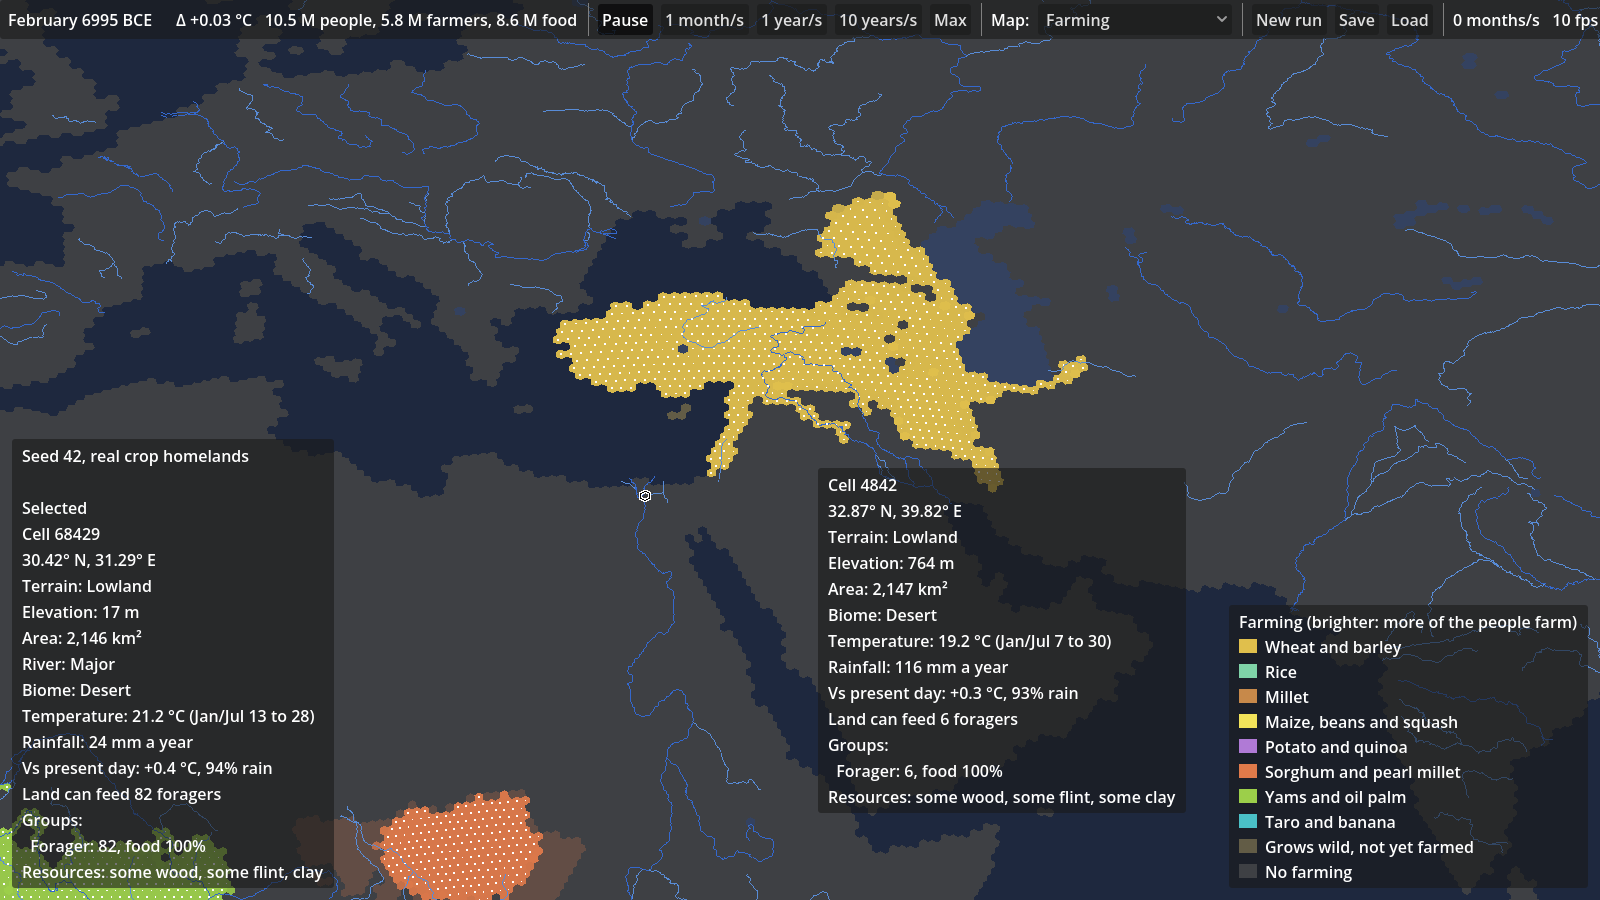 February 6995 BCE Δ +0.03 °C 10.5 M people, 5.8 M farmers, 8.6 M food Pause 1 month/s 1 year/s 10 years/s Max Map: Farming New run Save Load 0 months/s 10 fps
Seed 42, real crop homelands
Selected
Cell 68429
30.42° N, 31.29° E
Terrain: Lowland
Elevation: 17 m
Area: 2,146 km²
River: Major
Biome: Desert
Temperature: 21.2 °C (Jan/Jul 13 to 28)
Rainfall: 24 mm a year
Vs present day: +0.4 °C, 94% rain
Land can feed 82 foragers
Groups:
Forager: 82, food 100%
Resources: some wood, some flint, clay
Cell 4842
32.87° N, 39.82° E
Terrain: Lowland
Elevation: 764 m
Area: 2,147 km²
Biome: Desert
Temperature: 19.2 °C (Jan/Jul 7 to 30)
Rainfall: 116 mm a year
Vs present day: +0.3 °C, 93% rain
Land can feed 6 foragers
Groups:
Forager: 6, food 100%
Resources: some wood, some flint, some clay
Farming (brighter: more of the people farm)
Wheat and barley
Rice
Millet
Maize, beans and squash
Potato and quinoa
Sorghum and pearl millet
Yams and oil palm
Taro and banana
Grows wild, not yet farmed
No farming